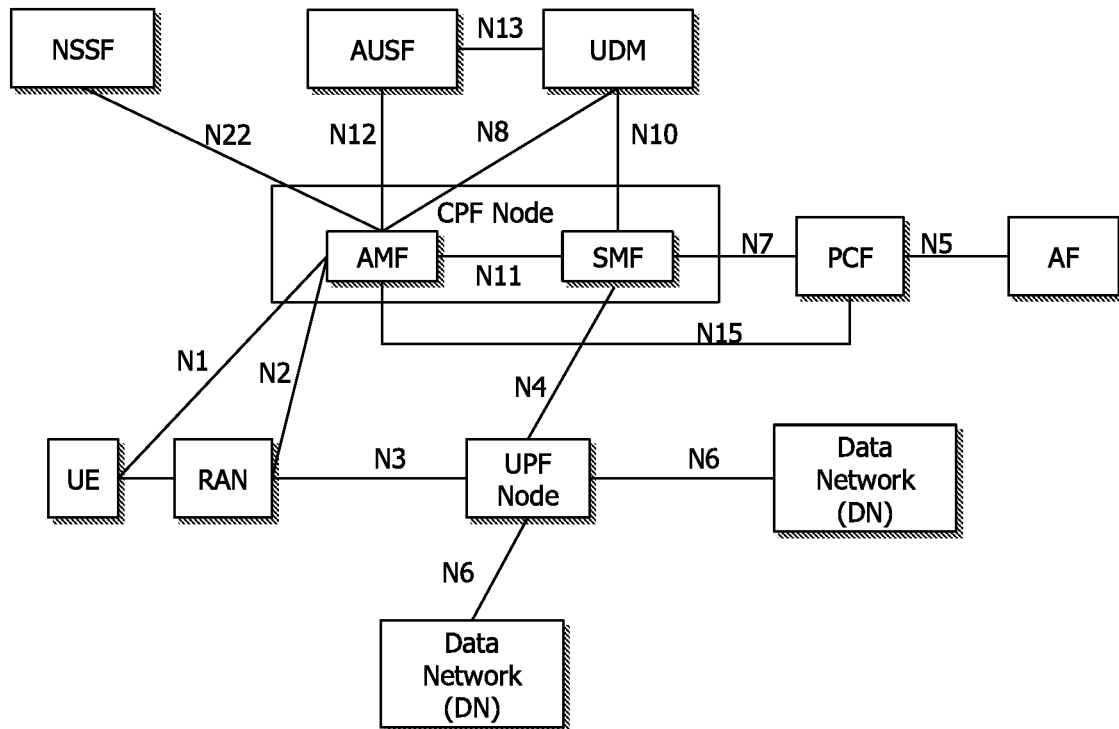 NSSF
AUSF
N13
UDM
N22
N12
N8
N10
CPF Node
AMF
N11
SMF
N7
PCF
N5
AF
N15
N1
N2
N4
UE
RAN
N3
UPF
Node
N6
Data
Network
(DN)
N6
Data
Network
(DN)